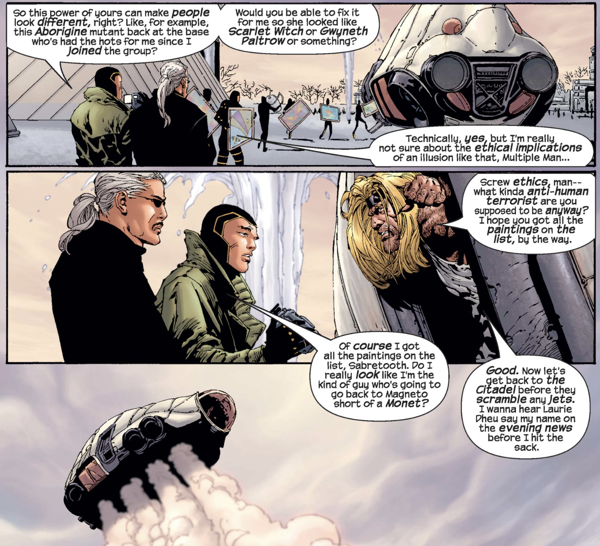 So this power of yours can make people
look different, right? Like, for example,
this Aborigine mutant back at the base
who's had the hots for me since I
joined the group?
Would you be able to fix it
for me so she looked like
Scarlet Witch or Gwyneth
Paltrow or something?
Technically, yes, but I'm really
not sure about the ethical implications
of an illusion like that, Multiple Man...
Screw ethics, man--
what kinda anti-human
terrorist are you
supposed to be anyway?
I hope you got all the
paintings on the
list, by the way.
Of course I got
all the paintings on the
list, Sabretooth. Do I
really look like I'm the
kind of guy who's going to
go back to Magneto
short of a Monet?
Good. Now let's
get back to the
Citadel before they
scramble any jets.
I wanna hear Laurie
Dheu say my name on
the evening news
before I hit the
sack.